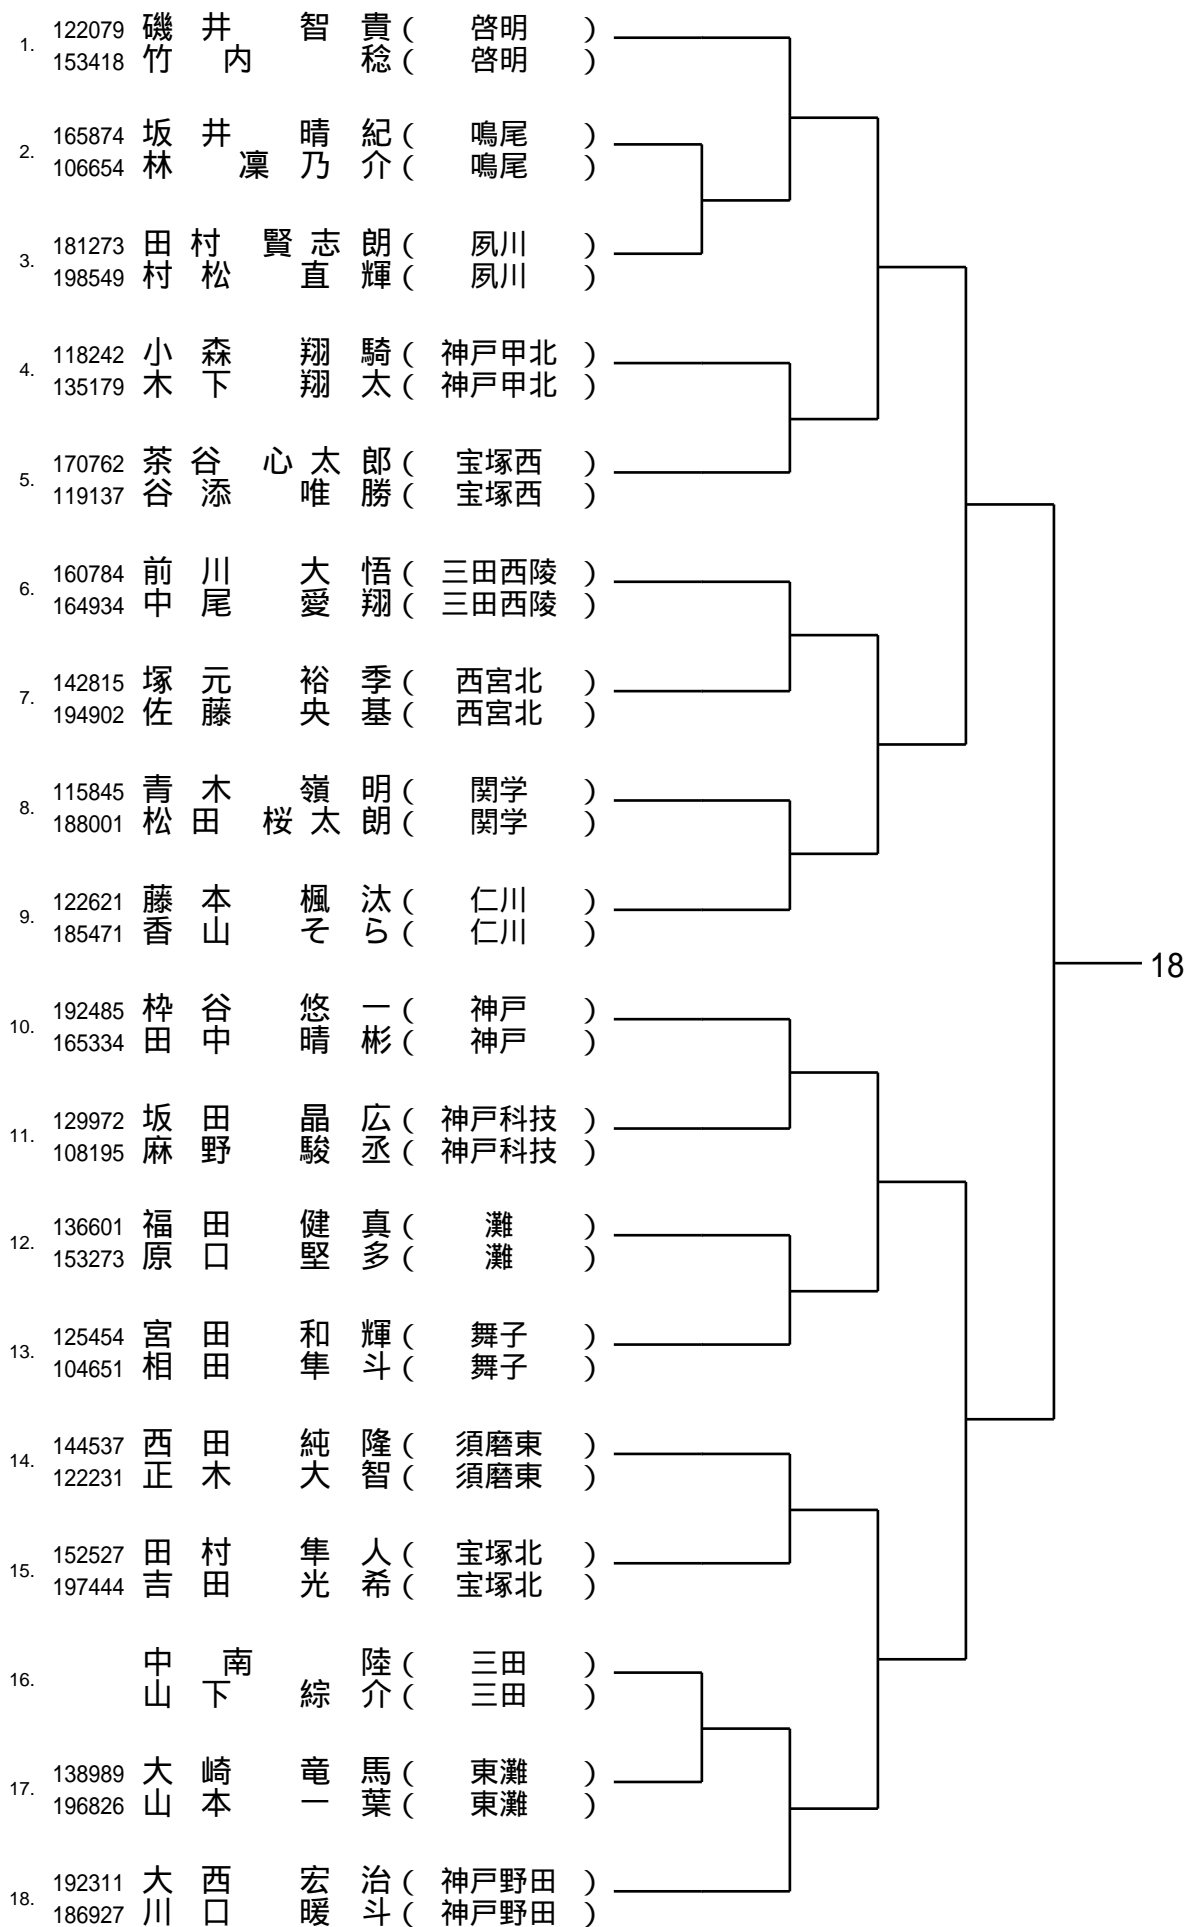 1. 122079 磯井 智貴 ( 啓明 )
153418 竹内 稔 ( 啓明 )
2. 165874 坂井 晴紀 ( 鳴尾 )
106654 林 凜乃介 ( 鳴尾 )
3. 181273 田村 賢志朗 ( 夙川 )
198549 村松 直輝 ( 夙川 )
4. 118242 小森 翔騎 ( 神戸甲北 )
135179 木下 翔太 ( 神戸甲北 )
5. 170762 茶谷 心太郎 ( 宝塚西 )
119137 谷添 唯勝 ( 宝塚西 )
6. 160784 前川 大悟 ( 三田西陵 )
164934 中尾 愛翔 ( 三田西陵 )
7. 142815 塚元 裕季 ( 西宮北 )
194902 佐藤 央基 ( 西宮北 )
8. 115845 青木 嶺明 ( 関学 )
188001 松田 桜太朗 ( 関学 )
9. 122621 藤本 楓汰 ( 仁川 )
185471 香山 そら ( 仁川 )
18
10. 192485 枠谷 悠一 ( 神戸 )
165334 田中 晴彬 ( 神戸 )
11. 129972 坂田 晶広 ( 神戸科技 )
108195 麻野 駿丞 ( 神戸科技 )
12. 136601 福田 健真 ( 灘 )
153273 原口 堅多 ( 灘 )
13. 125454 宮田 和輝 ( 舞子 )
104651 相田 隼斗 ( 舞子 )
14. 144537 西田 純隆 ( 須磨東 )
122231 正木 大智 ( 須磨東 )
15. 152527 田村 隼人 ( 宝塚北 )
197444 吉田 光希 ( 宝塚北 )
16. 中南 陸 ( 三田 )
山下 綜介 ( 三田 )
17. 138989 大崎 竜馬 ( 東灘 )
196826 山本 一葉 ( 東灘 )
18. 192311 大西 宏治 ( 神戸野田 )
186927 川口 暖斗 ( 神戸野田 )